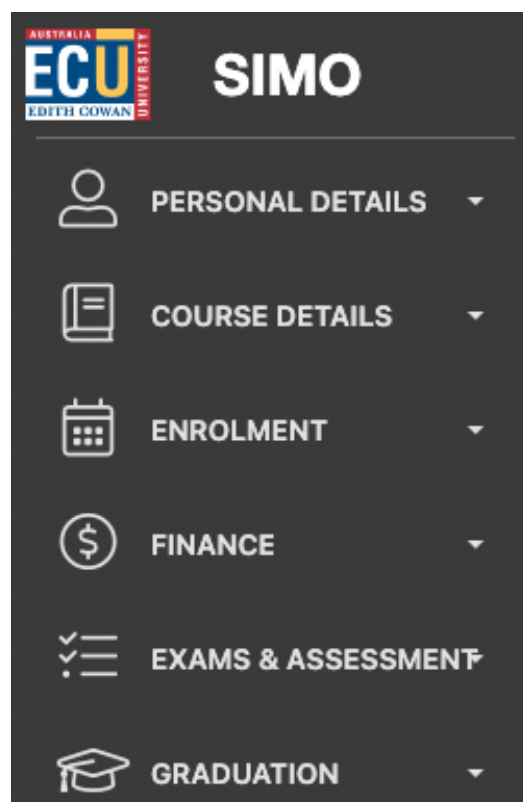 AUSTRALIA
ECU
EDITH COWAN
UNIVERSITY
SIMO
PERSONAL DETAILS
COURSE DETAILS
ENROLMENT
FINANCE
EXAMS & ASSESSMENT
GRADUATION